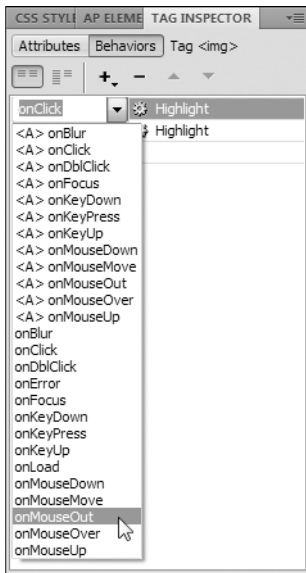 CSS STYLE AP ELEME TAG INSPECTOR
Attributes Behaviors Tag <img>
onClick Highlight
Highlight
<A> onBlur
<A> onClick
<A> onDblClick
<A> onFocus
<A> onKeyDown
<A> onKeyPress
<A> onKeyUp
<A> onMouseDown
<A> onMouseMove
<A> onMouseOut
<A> onMouseOver
<A> onMouseUp
onBlur
onClick
onDblClick
onError
onFocus
onKeyDown
onKeyPress
onKeyUp
onLoad
onMouseDown
onMouseMove
onMouseOut
onMouseOver
onMouseUp